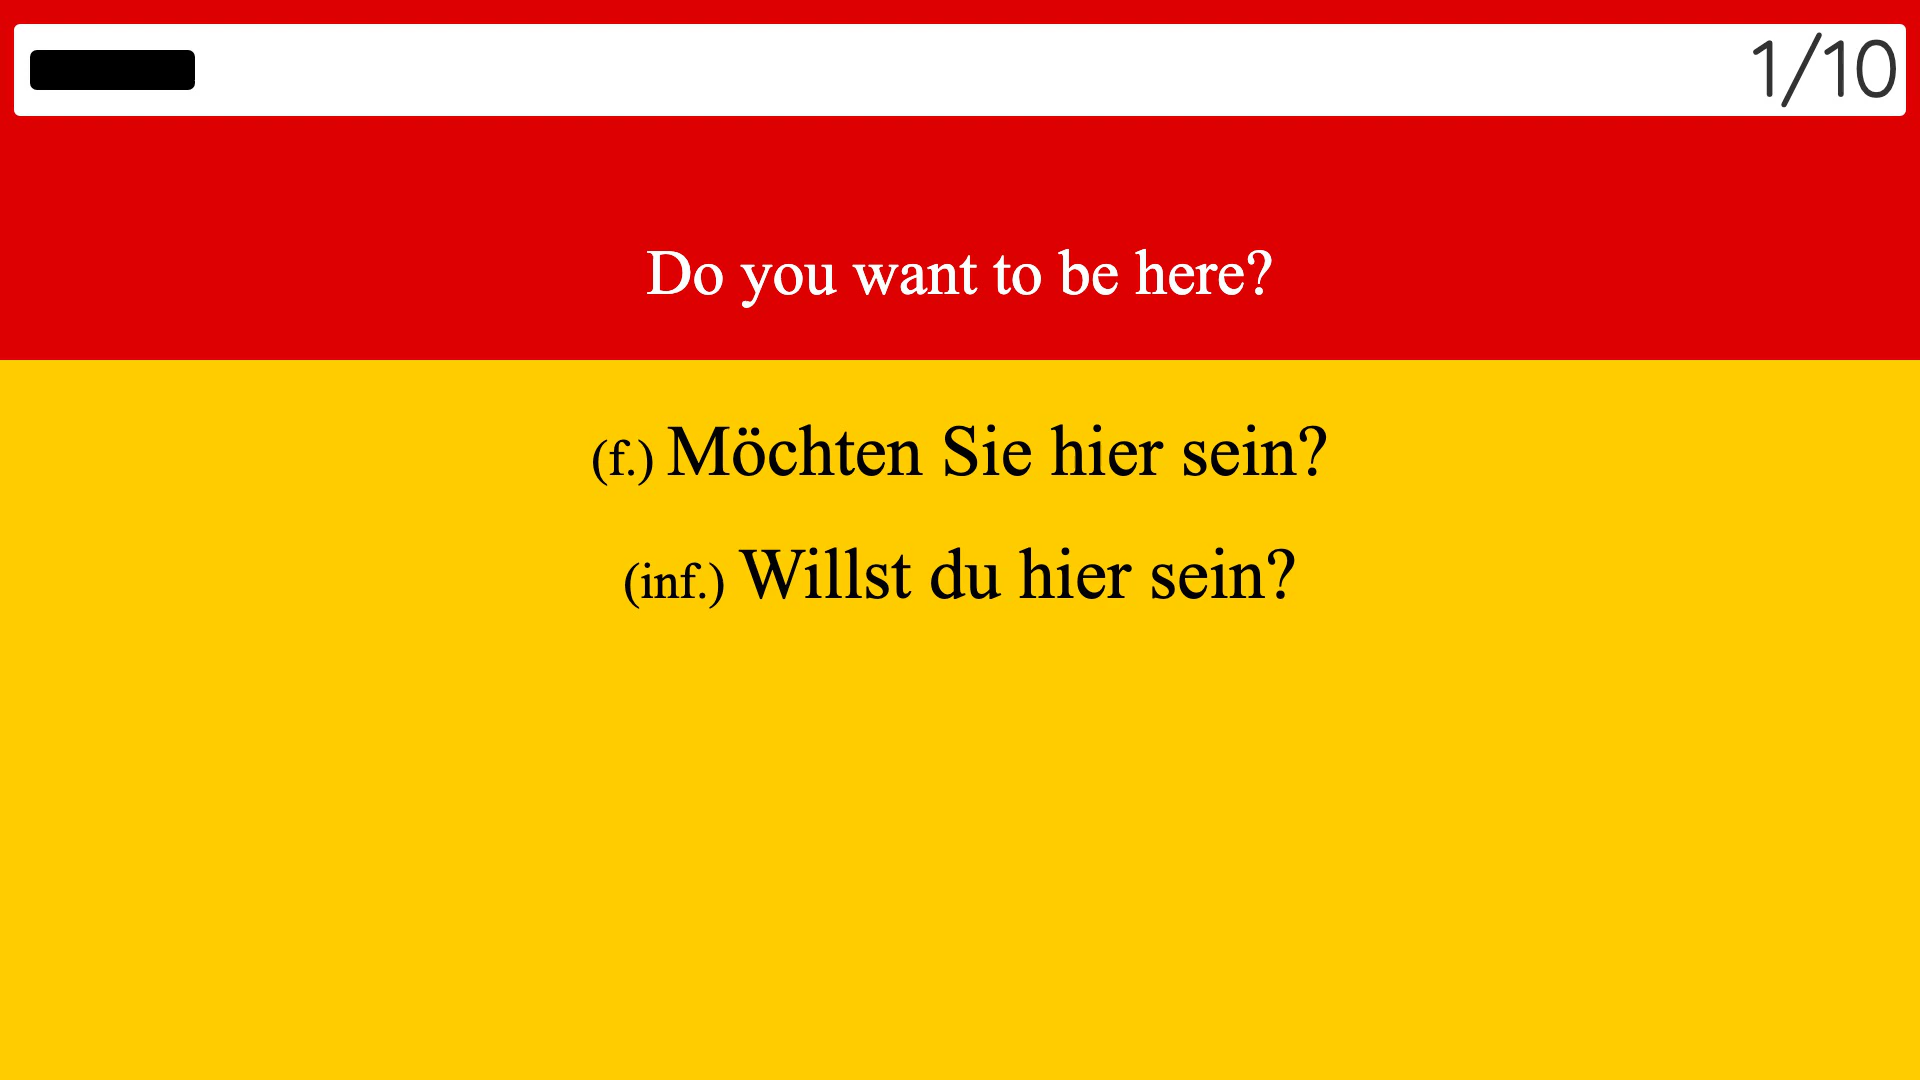 1/10
Do you want to be here?
(f.) Möchten Sie hier sein?
(inf.) Willst du hier sein?